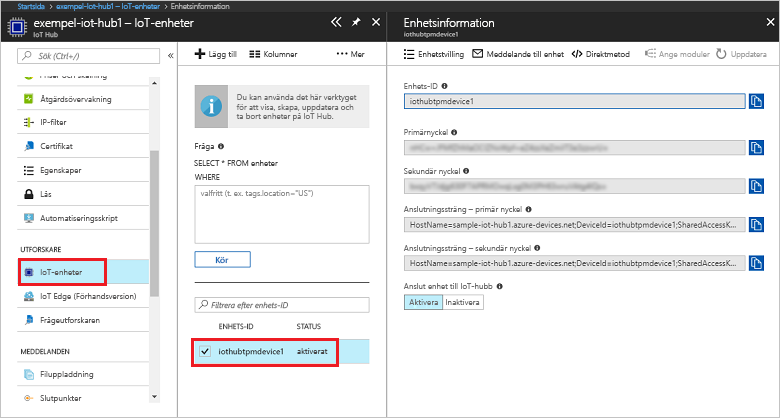 Startsida › exempel-iot-hub1 – IoT-enheter › Enhetsinformation
exempel-iot-hub1 – IoT-enheter
IoT Hub
Sök (Ctrl+/)
Åtgärdsövervakning
IP-filter
Certifikat
Egenskaper
Lås
Automatiseringsskript
UTFORSKARE
IoT-enheter
IoT Edge (Förhandsversion)
Frågeutforskaren
MEDDELANDEN
Filuppladdning
Slutpunkter
Lägg till
Kolumner
Mer
Du kan använda det här verktyget
för att visa, skapa, uppdatera och
ta bort enheter på IoT Hub.
Fråga
SELECT * FROM enheter
WHERE
valfritt (t. ex. tags.location="US")
Kör
Filtrera efter enhets-ID
ENHETS-ID STATUS
iothubtpmdevice1 aktiverat
Enhetsinformation
iothubtpmdevice1
Enhetstvilling
Meddelande till enhet
Direktmetod
Ange moduler
Uppdatera
Enhets-ID
iothubtpmdevice1
Primärnyckel
Sekundär nyckel
Anslutningssträng – primär nyckel
HostName=sample-iot-hub1.azure-devices.net;DeviceId=iothubtpmdevice1;SharedAccessK...
Anslutningssträng – sekundär nyckel
HostName=sample-iot-hub1.azure-devices.net;DeviceId=iothubtpmdevice1;SharedAccessK...
Anslut enhet till IoT-hubb
Aktivera Inaktivera